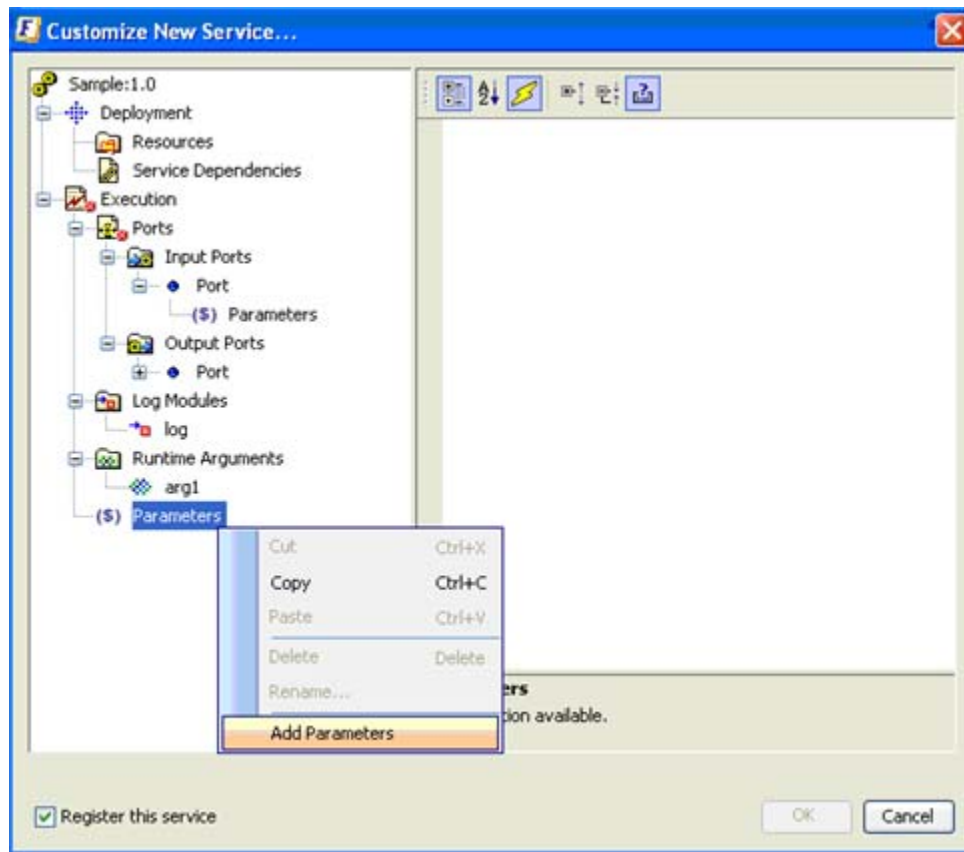 Customize New Service...
Sample:1.0
Deployment
Resources
Service Dependencies
Execution
Ports
Input Ports
Port
($) Parameters
Output Ports
Port
Log Modules
log
Runtime Arguments
arg1
($) Parameters
Cut Ctrl+X
Copy Ctrl+C
Paste Ctrl+V
Delete Delete
Rename...
Add Parameters
ers
ion available.
Register this service
OK Cancel